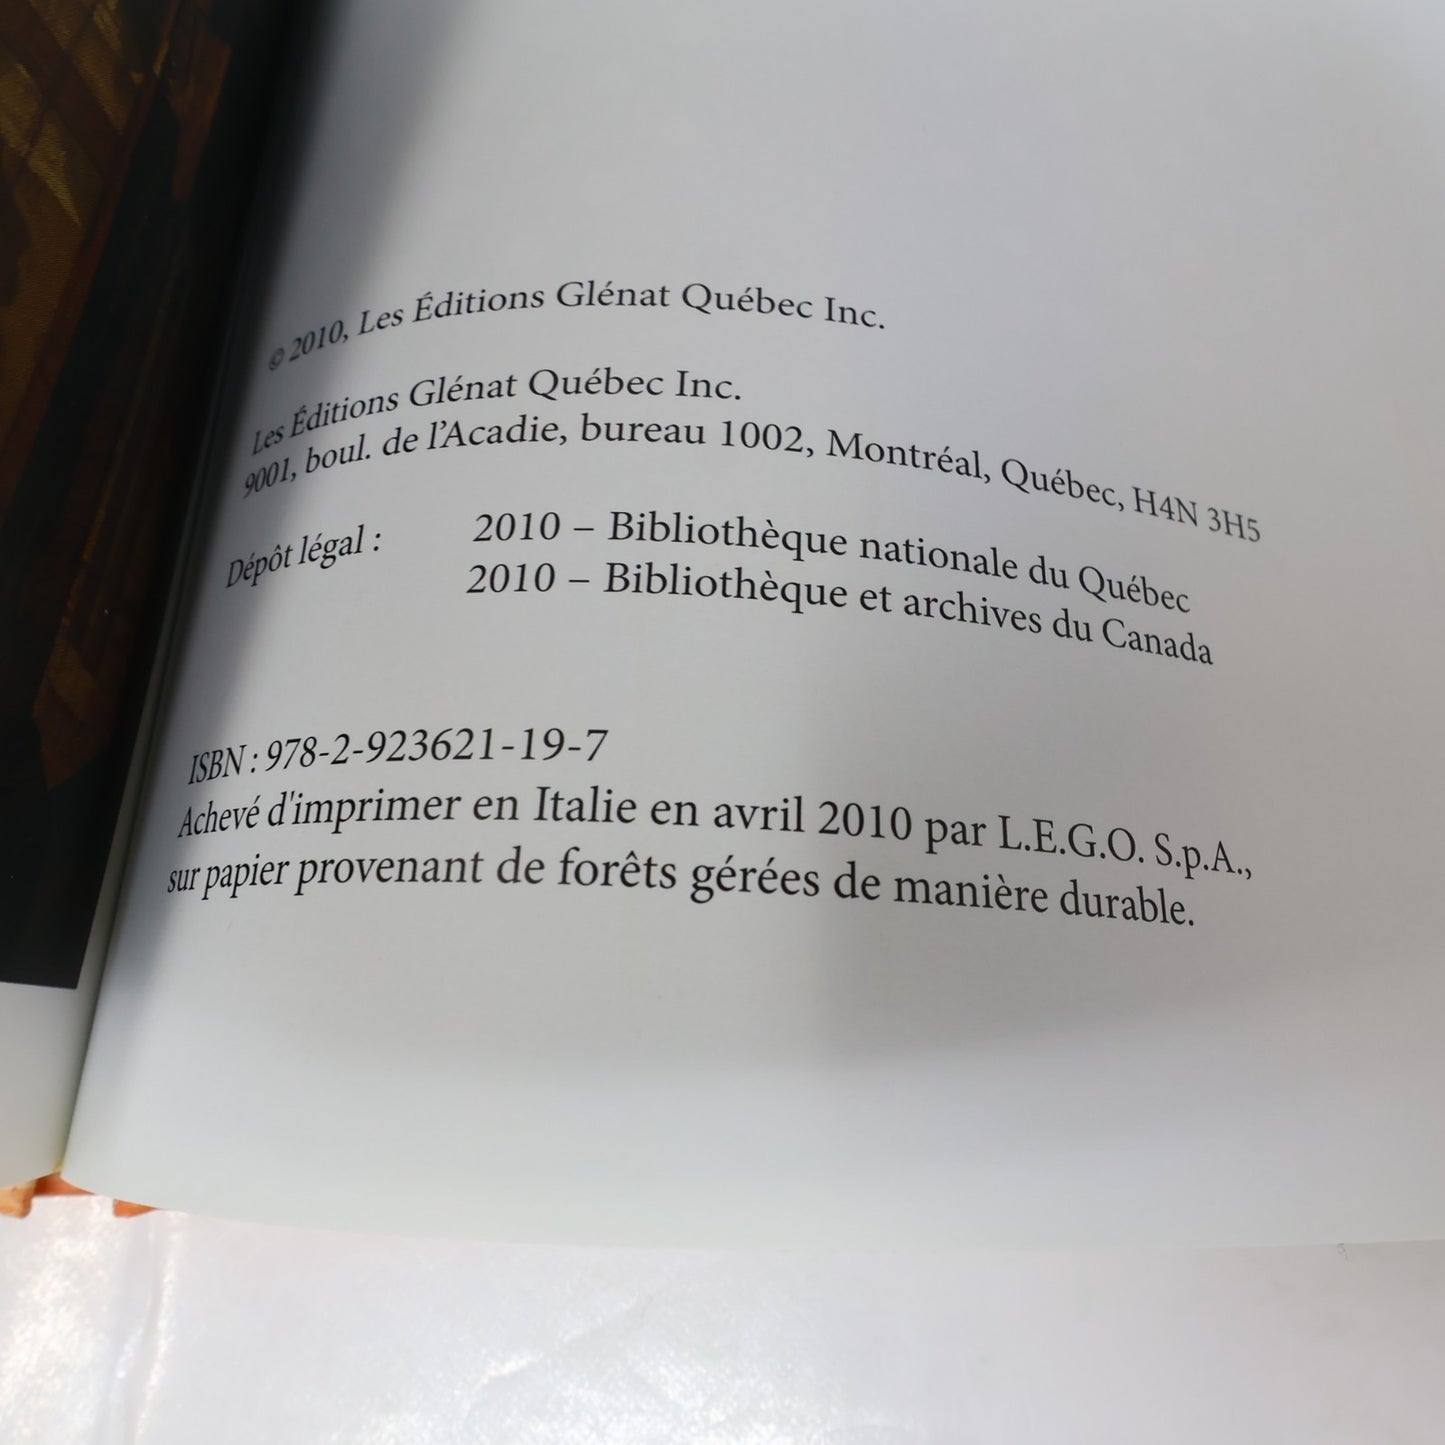 © 2010, Les Éditions Glénat Québec Inc.
Les Éditions Glénat Québec Inc.
9001, boul. de l’Acadie, bureau 1002, Montréal, Québec, H4N 3H5
Dépôt légal : 2010 – Bibliothèque nationale du Québec
2010 – Bibliothèque et archives du Canada
ISBN : 978-2-923621-19-7
Achevé d'imprimer en Italie en avril 2010 par L.E.G.O. S.p.A.,
sur papier provenant de forêts gérées de manière durable.